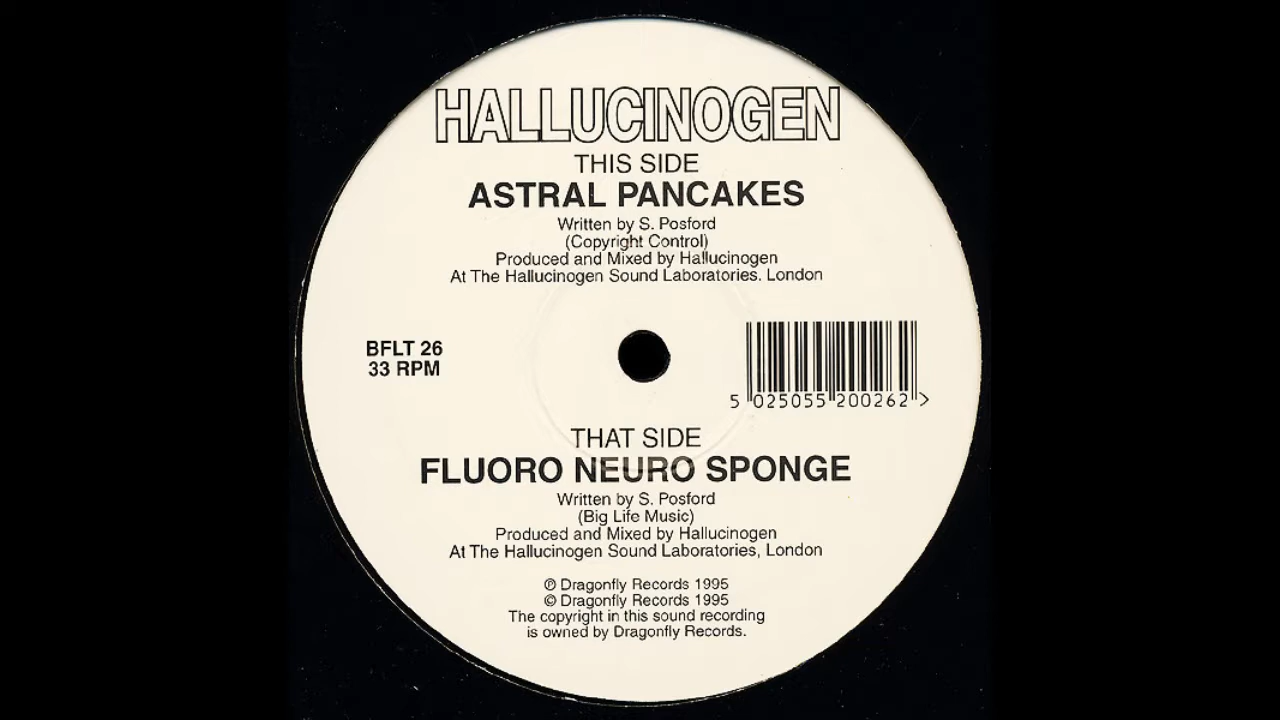 HALLUCINOGEN
THIS SIDE
ASTRAL PANCAKES
Written by S. Posford
(Copyright Control)
Produced and Mixed by Hallucinogen
At The Hallucinogen Sound Laboratories. London
BFLT 26
33 RPM
5 025055 200262 >
THAT SIDE
FLUORO NEURO SPONGE
Written by S. Posford
(Big Life Music)
Produced and Mixed by Hallucinogen
At The Hallucinogen Sound Laboratories, London
℗ Dragonfly Records 1995
© Dragonfly Records 1995
The copyright in this sound recording
is owned by Dragonfly Records.